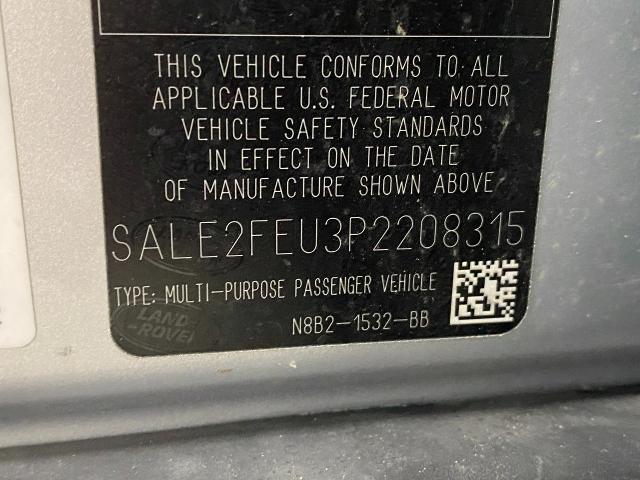 THIS VEHICLE CONFORMS TO ALL
APPLICABLE U.S. FEDERAL MOTOR
VEHICLE SAFETY STANDARDS
IN EFFECT ON THE DATE
OF MANUFACTURE SHOWN ABOVE
SALE2FEU3P2208315
TYPE: MULTI-PURPOSE PASSENGER VEHICLE
LAND-
-ROVER
N8B2-1532-BB